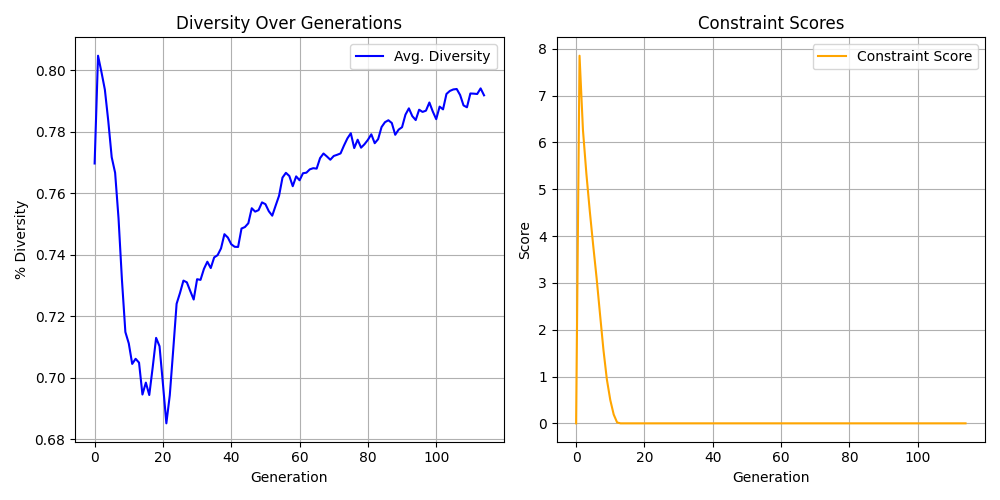 Diversity Over Generations
Avg. Diversity
% Diversity
0.80
0.78
0.76
0.74
0.72
0.70
0.68
0 20 40 60 80 100
Generation
Constraint Scores
Constraint Score
Score
8
7
6
5
4
3
2
1
0
0 20 40 60 80 100
Generation